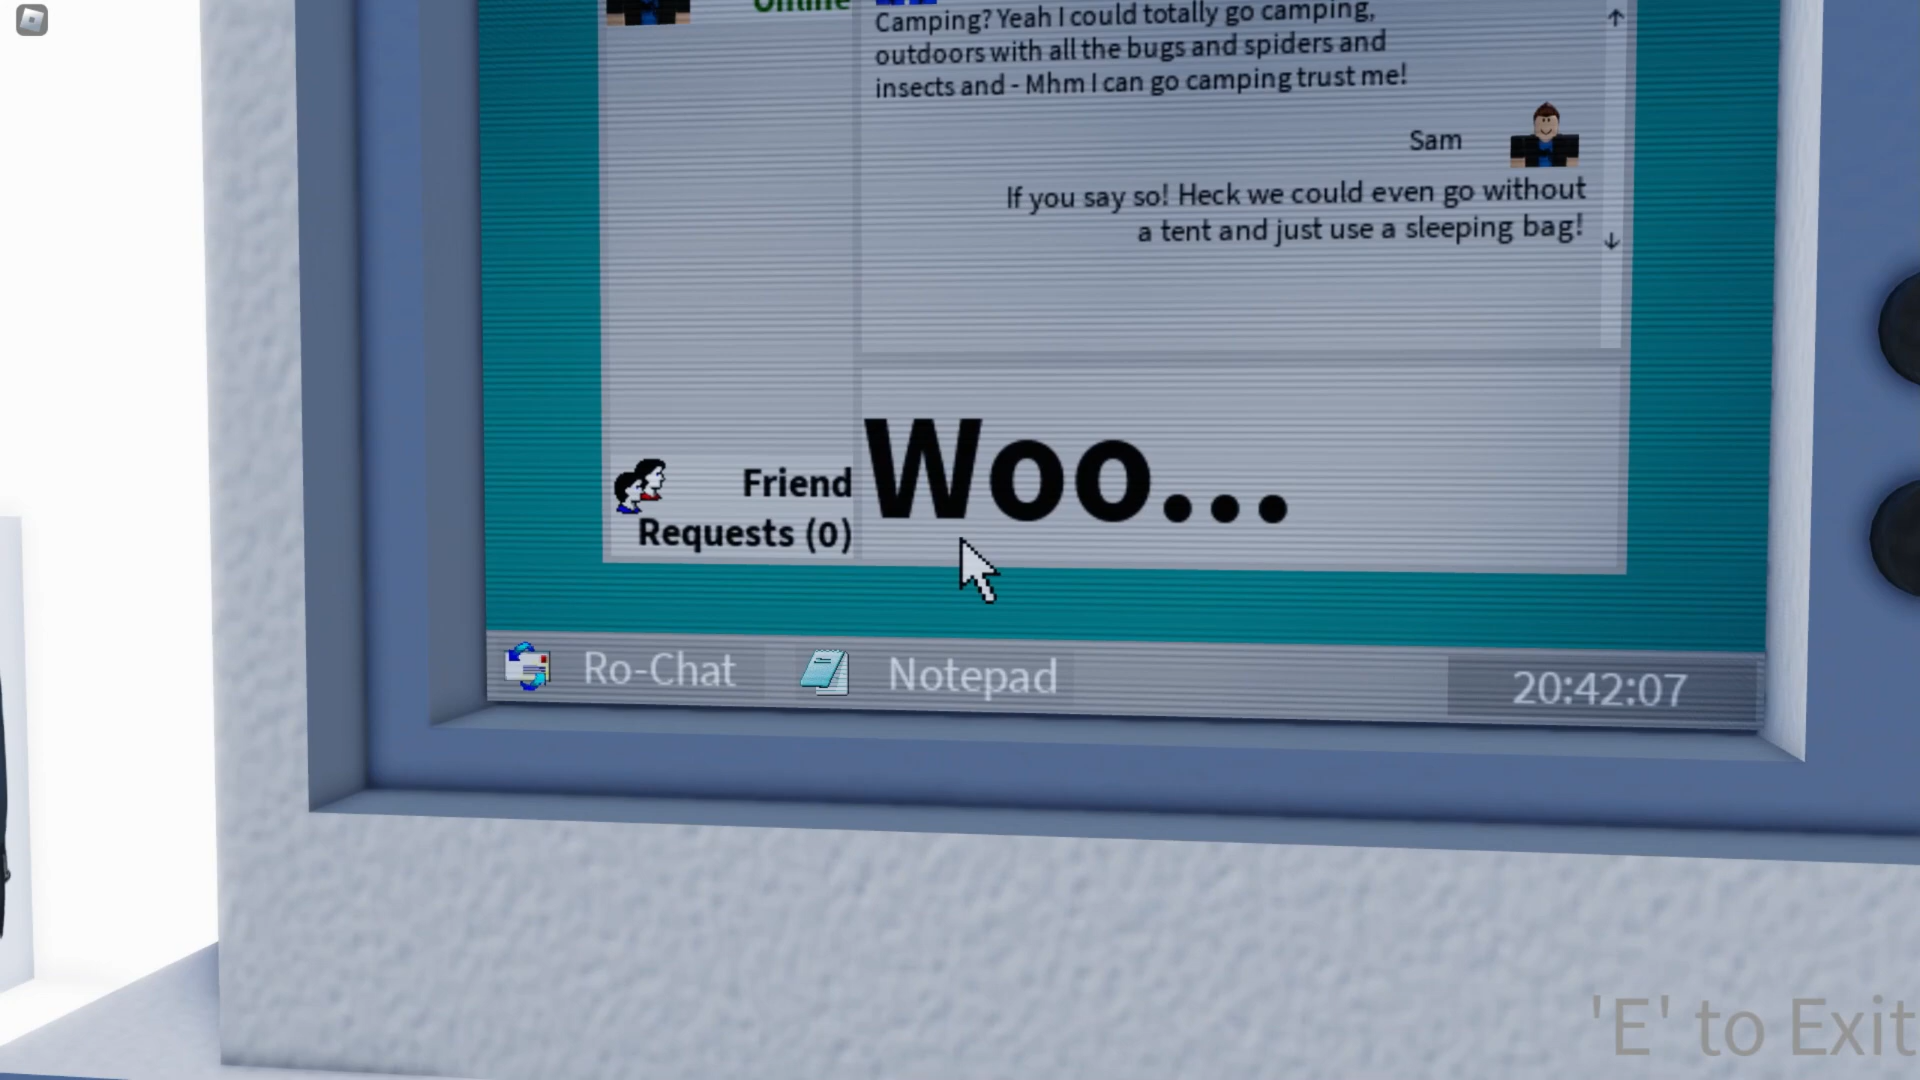 Online
Camping? Yeah I could totally go camping,
outdoors with all the bugs and spiders and
insects and - Mhm I can go camping trust me!
Sam
If you say so! Heck we could even go without
a tent and just use a sleeping bag!
Woo...
Friend
Requests (0)
Ro-Chat
Notepad
20:42:07
'E' to Exit